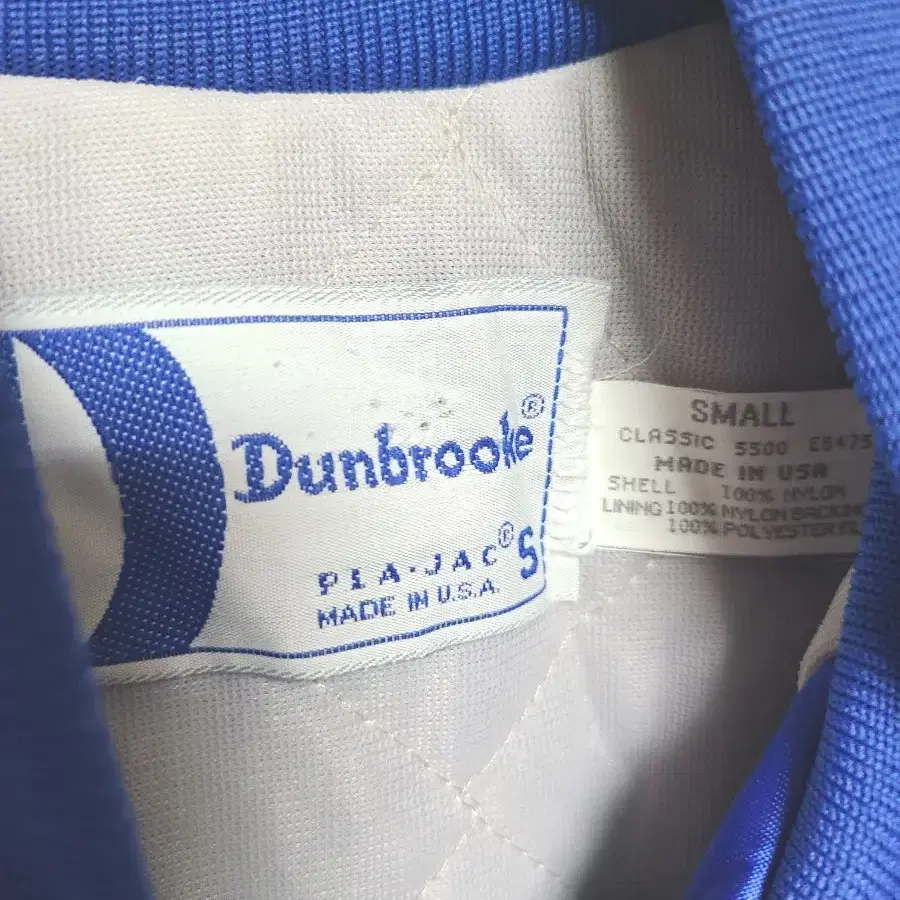 Dunbrooke®
PLA-JAC® S
MADE IN U.S.A.
SMALL
CLASSIC 5500
MADE IN USA
SHELL 100% NYLON
LINING 100% NYLON BACKING
100% POLYESTER